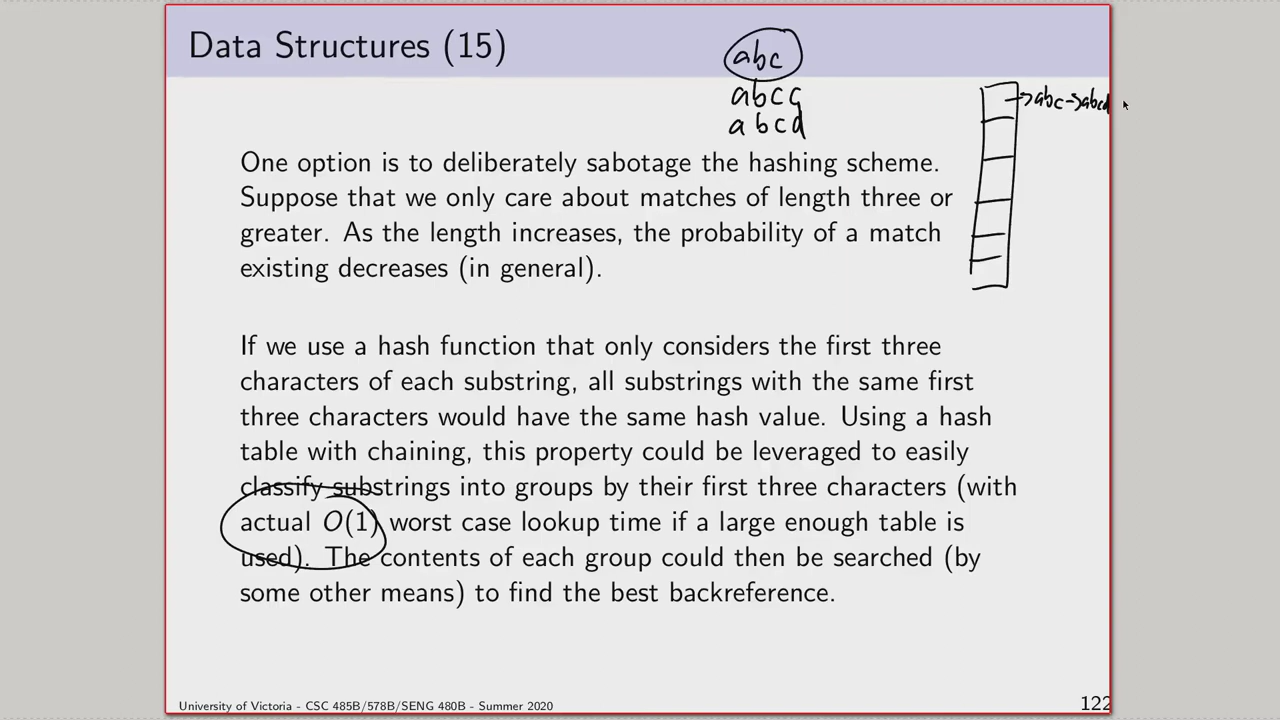 Data Structures (15)
abc
abcq
abcd
→abc→abcd
One option is to deliberately sabotage the hashing scheme.
Suppose that we only care about matches of length three or
greater. As the length increases, the probability of a match
existing decreases (in general).
If we use a hash function that only considers the first three
characters of each substring, all substrings with the same first
three characters would have the same hash value. Using a hash
table with chaining, this property could be leveraged to easily
classify substrings into groups by their first three characters (with
actual O(1) worst case lookup time if a large enough table is
used). The contents of each group could then be searched (by
some other means) to find the best backreference.
University of Victoria - CSC 485B/578B/SENG 480B - Summer 2020
122